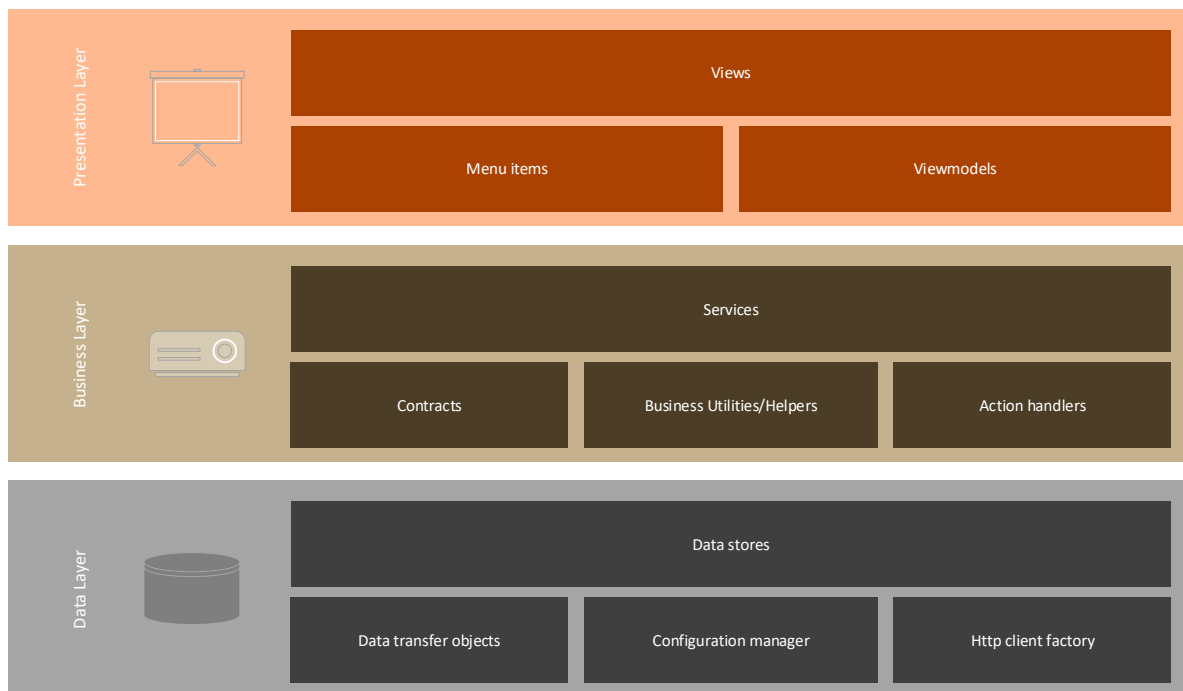 Presentation Layer
Views
Menu items
Viewmodels
Business Layer
Services
Contracts
Business Utilities/Helpers
Action handlers
Data Layer
Data stores
Data transfer objects
Configuration manager
Http client factory